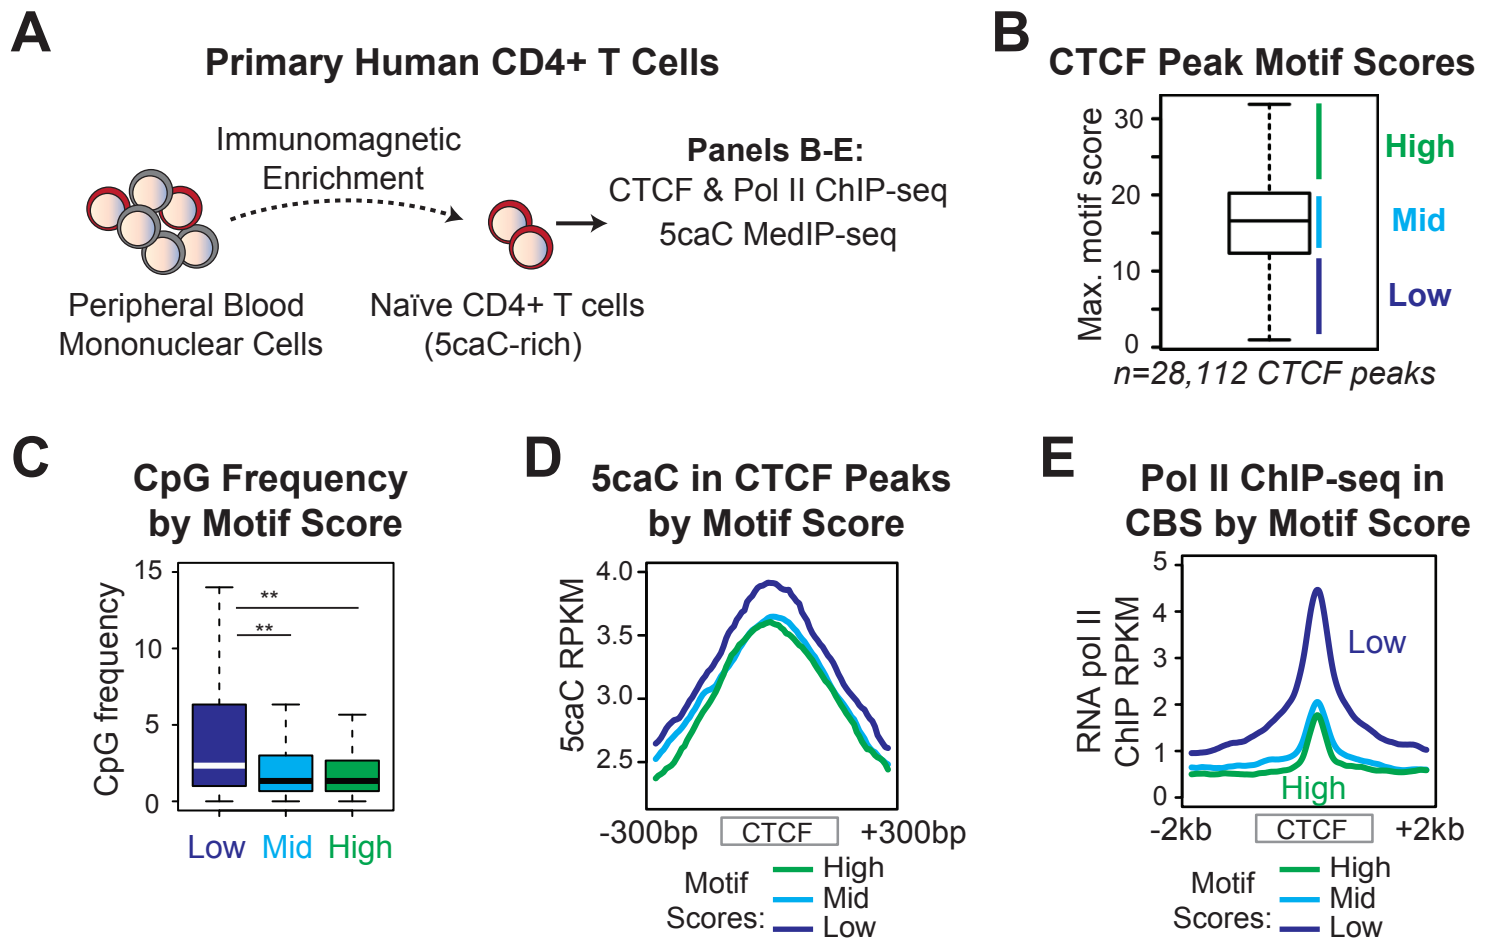 A
Primary Human CD4+ T Cells
Immunomagnetic
Enrichment
Panels B-E:
CTCF & Pol II ChIP-seq
5caC MedIP-seq
Peripheral Blood
Mononuclear Cells
Naïve CD4+ T cells
(5caC-rich)
B
CTCF Peak Motif Scores
Max. motif score
30
20
10
0
High
Mid
Low
n=28,112 CTCF peaks
C
CpG Frequency
by Motif Score
CpG frequency
15
10
5
0
**
**
Low Mid High
D
5caC in CTCF Peaks
by Motif Score
5caC RPKM
4.0
3.5
3.0
2.5
-300bp CTCF +300bp
Motif
Scores:
High
Mid
Low
E
Pol II ChIP-seq in
CBS by Motif Score
RNA pol II
ChIP RPKM
5
4
3
2
1
0
Low
High
-2kb CTCF +2kb
Motif
Scores:
High
Mid
Low